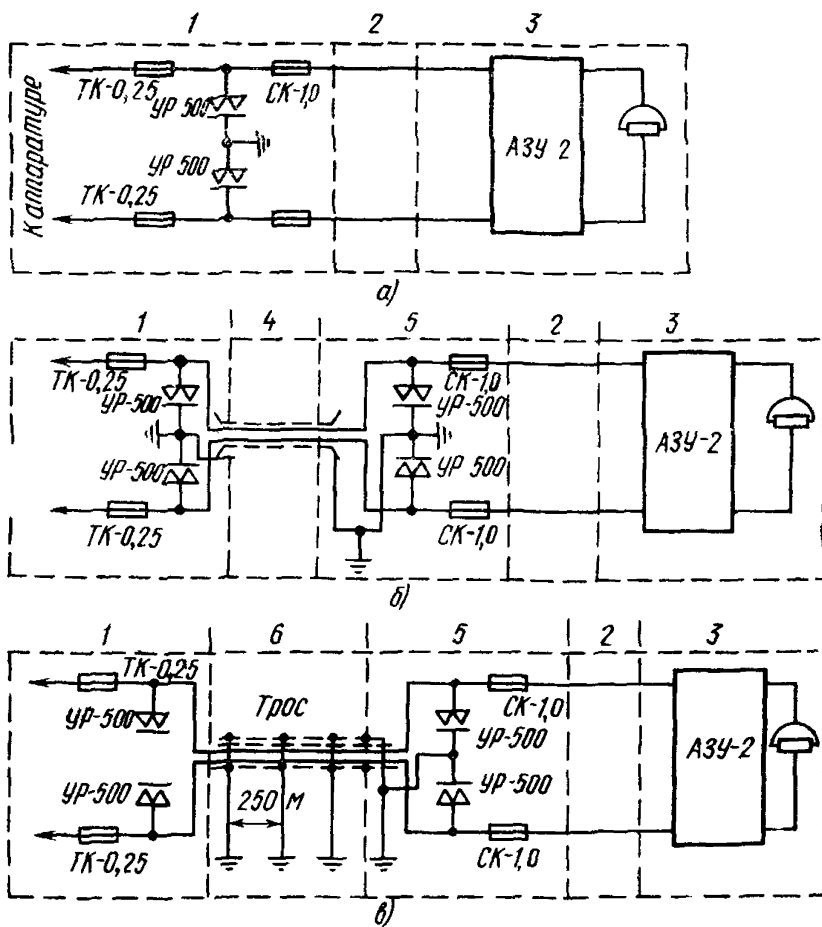 1 2 3
К аппаратуре
ТК-0,25
УР 500
СК-1,0
УР 500
ТК-0,25
АЗУ 2
а)
1 4 5 2 3
ТК-0,25
УР-500
УР-500
ТК-0,25
СК-1,0
УР-500
УР 500
СК-1,0
АЗУ-2
б)
1 6 5 2 3
ТК-0,25
УР-500
УР-500
ТК-0,25
Трос
250 м
СК-1,0
УР-500
УР-500
СК-1,0
АЗУ-2
в)